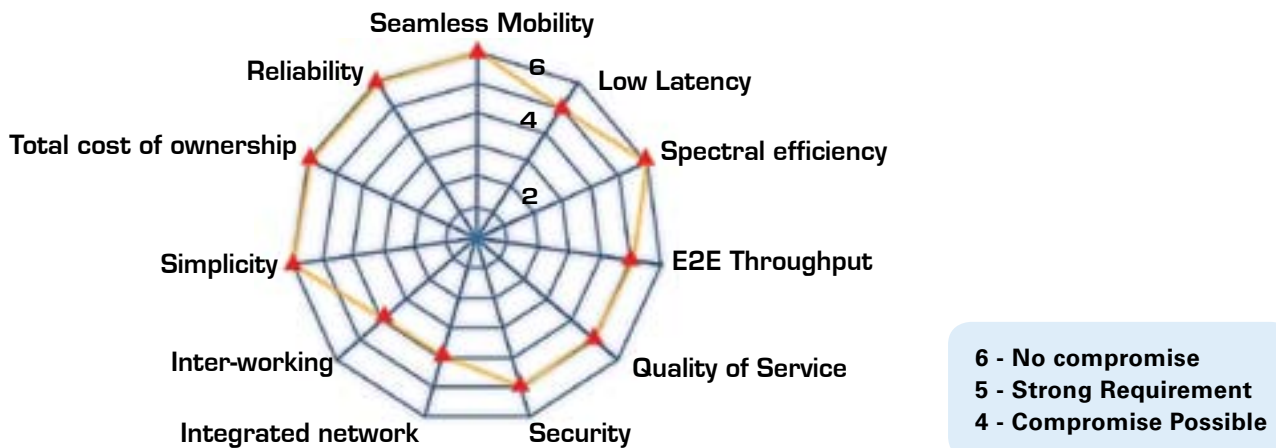 Seamless Mobility
Reliability
6
Low Latency
4
Total cost of ownership
Spectral efficiency
2
Simplicity
E2E Throughput
Inter-working
Quality of Service
Integrated network
Security
6 - No compromise
5 - Strong Requirement
4 - Compromise Possible